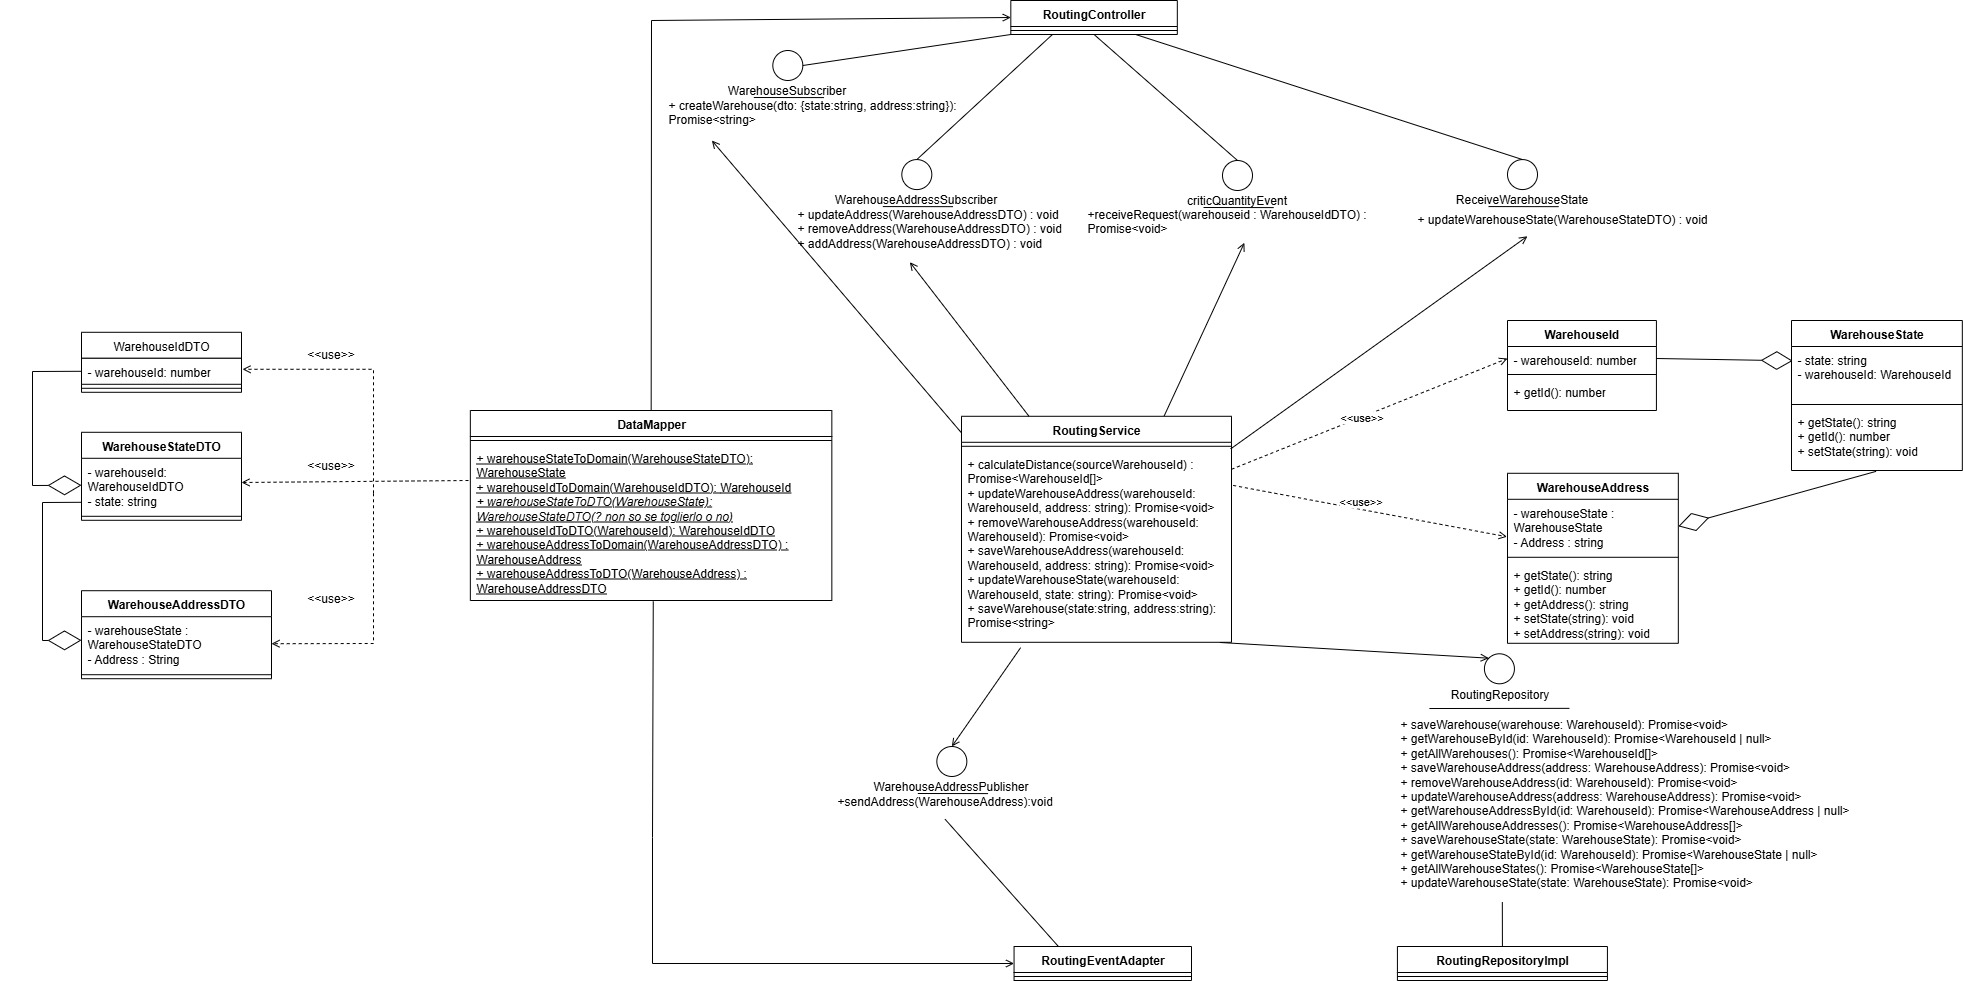 RoutingController
WarehouseSubscriber
+ createWarehouse(dto: {state:string, address:string}):
Promise<string>
WarehouseAddressSubscriber
+ updateAddress(WarehouseAddressDTO) : void
+ removeAddress(WarehouseAddressDTO) : void
+ addAddress(WarehouseAddressDTO) : void
criticQuantityEvent
+receiveRequest(warehouseid : WarehouseIdDTO) :
Promise<void>
ReceiveWarehouseState
+ updateWarehouseState(WarehouseStateDTO) : void
WarehouseIdDTO
- warehouseId: number
<<use>>
WarehouseStateDTO
- warehouseId:
WarehouseIdDTO
- state: string
<<use>>
WarehouseAddressDTO
- warehouseState :
WarehouseStateDTO
- Address : String
<<use>>
DataMapper
+ warehouseStateToDomain(WarehouseStateDTO):
WarehouseState
+ warehouseIdToDomain(WarehouseIdDTO): WarehouseId
+ warehouseStateToDTO(WarehouseState):
WarehouseStateDTO(? non so se toglierlo o no)
+ warehouseIdToDTO(WarehouseId): WarehouseIdDTO
+ warehouseAddressToDomain(WarehouseAddressDTO) :
WarehouseAddress
+ warehouseAddressToDTO(WarehouseAddress) :
WarehouseAddressDTO
RoutingService
+ calculateDistance(sourceWarehouseId) :
Promise<WarehouseId[]>
+ updateWarehouseAddress(warehouseId:
WarehouseId, address: string): Promise<void>
+ removeWarehouseAddress(warehouseId:
WarehouseId): Promise<void>
+ saveWarehouseAddress(warehouseId:
WarehouseId, address: string): Promise<void>
+ updateWarehouseState(warehouseId:
WarehouseId, state: string): Promise<void>
+ saveWarehouse(state:string, address:string):
Promise<string>
<<use>>
<<use>>
WarehouseId
- warehouseId: number
+ getId(): number
WarehouseState
- state: string
- warehouseId: WarehouseId
+ getState(): string
+ getId(): number
+ setState(string): void
WarehouseAddress
- warehouseState :
WarehouseState
- Address : string
+ getState(): string
+ getId(): number
+ getAddress(): string
+ setState(string): void
+ setAddress(string): void
RoutingRepository
+ saveWarehouse(warehouse: WarehouseId): Promise<void>
+ getWarehouseById(id: WarehouseId): Promise<WarehouseId | null>
+ getAllWarehouses(): Promise<WarehouseId[]>
+ saveWarehouseAddress(address: WarehouseAddress): Promise<void>
+ removeWarehouseAddress(id: WarehouseId): Promise<void>
+ updateWarehouseAddress(address: WarehouseAddress): Promise<void>
+ getWarehouseAddressById(id: WarehouseId): Promise<WarehouseAddress | null>
+ getAllWarehouseAddresses(): Promise<WarehouseAddress[]>
+ saveWarehouseState(state: WarehouseState): Promise<void>
+ getWarehouseStateById(id: WarehouseId): Promise<WarehouseState | null>
+ getAllWarehouseStates(): Promise<WarehouseState[]>
+ updateWarehouseState(state: WarehouseState): Promise<void>
WarehouseAddressPublisher
+sendAddress(WarehouseAddress):void
RoutingEventAdapter
RoutingRepositoryImpl